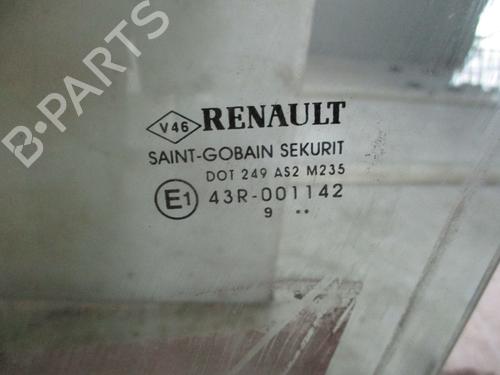 B-PARTS
V46 RENAULT
SAINT-GOBAIN SEKURIT
DOT 249 AS2 M235
E1 43R-001142
9 ..